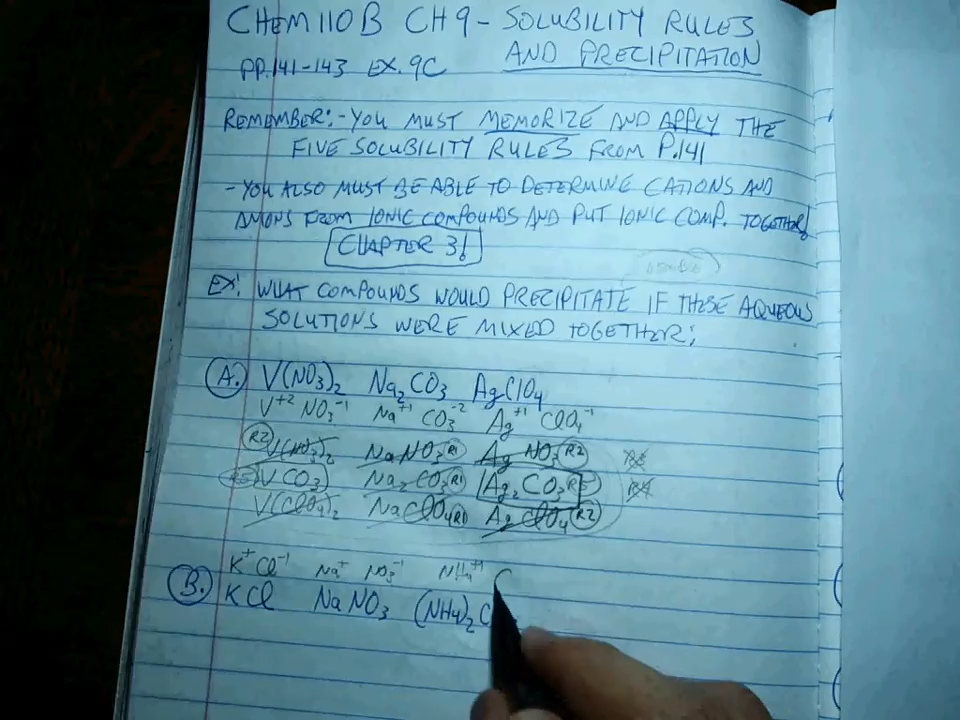 CHEM 110B CH 9 - SOLUBILITY RULES
AND PRECIPITATION
PP. 141-143 EX. 9C
REMEMBER: - YOU MUST MEMORIZE AND APPLY THE
FIVE SOLUBILITY RULES FROM P.141
- YOU ALSO MUST BE ABLE TO DETERMINE CATIONS AND
ANIONS FROM IONIC COMPOUNDS AND PUT IONIC COMP. TOGETHER!
CHAPTER 3!
EX: WHAT COMPOUNDS WOULD PRECIPITATE IF THESE AQUEOUS
SOLUTIONS WERE MIXED TOGETHER:
A. V(NO3)2 Na2CO3 AgClO4
V+2 NO3-1 Na+1 CO3-2 Ag+1 ClO4-1
R2 V(NO3)2 NaNO3 R1 AgNO3 R2
VCO3 Na2CO3 R1 Ag2CO3
V(ClO4)2 NaClO4 R1 AgClO4 R2
K+ Cl-1 Na+ NO3-1 NH4+1 C
B. KCl NaNO3 (NH4)2 C